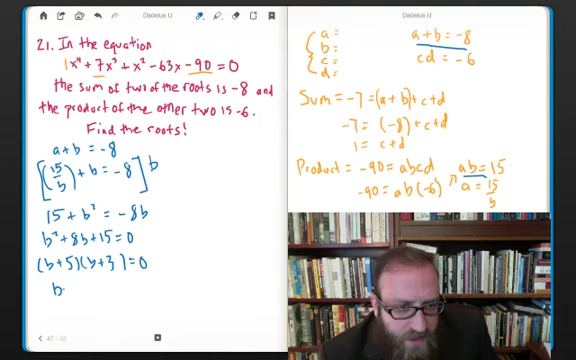 Dadelus U
Dadelus U
21. In the equation
1x⁴ + 7x³ + x² - 63x - 90 = 0
the sum of two of the roots is -8 and
the product of the other two is -6.
Find the roots!
a + b = -8
[(15/b) + b = -8] b
15 + b² = -8b
b² + 8b + 15 = 0
(b + 5)(b + 3) = 0
b
47 / 48
{ a =
b =
c =
d =
a + b = -8
cd = -6
Sum = -7 = (a + b) + c + d
-7 = (-8) + c + d
1 = c + d
Product = -90 = abcd
-90 = ab(-6)
ab = 15
a = 15/b